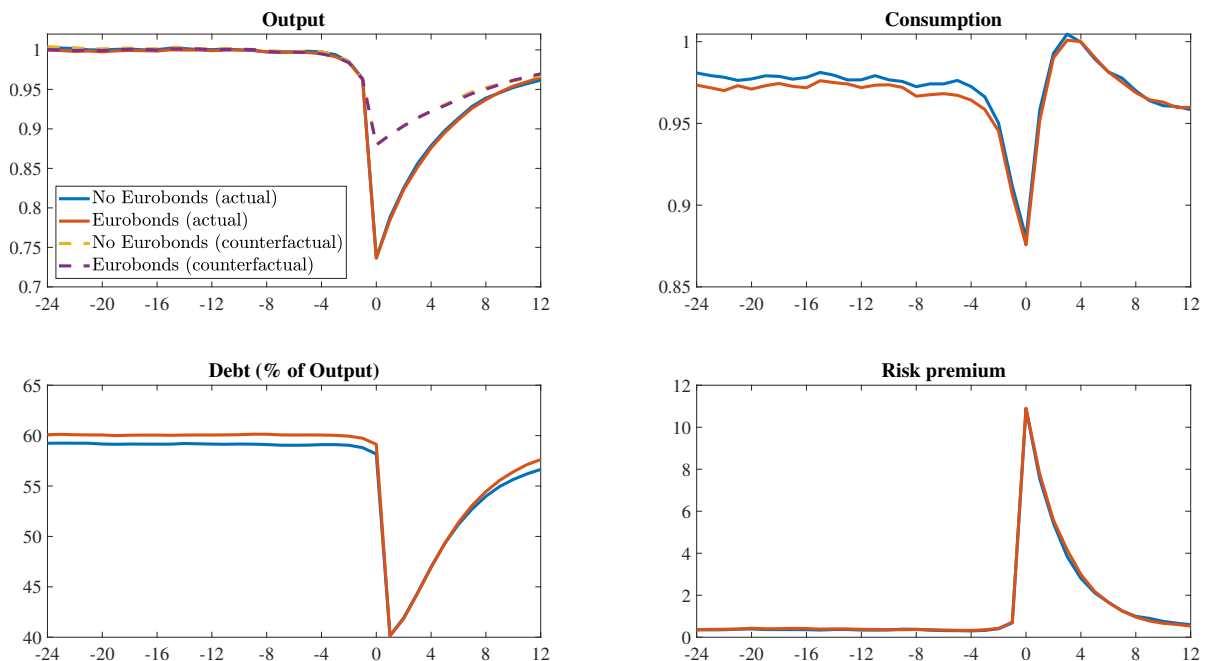 Output
1
0.95
0.9
0.85
0.8
0.75
0.7
No Eurobonds (actual)
Eurobonds (actual)
No Eurobonds (counterfactual)
Eurobonds (counterfactual)
-24 -20 -16 -12 -8 -4 0 4 8 12
Consumption
1
0.95
0.9
0.85
-24 -20 -16 -12 -8 -4 0 4 8 12
Debt (% of Output)
65
60
55
50
45
40
-24 -20 -16 -12 -8 -4 0 4 8 12
Risk premium
12
10
8
6
4
2
0
-24 -20 -16 -12 -8 -4 0 4 8 12